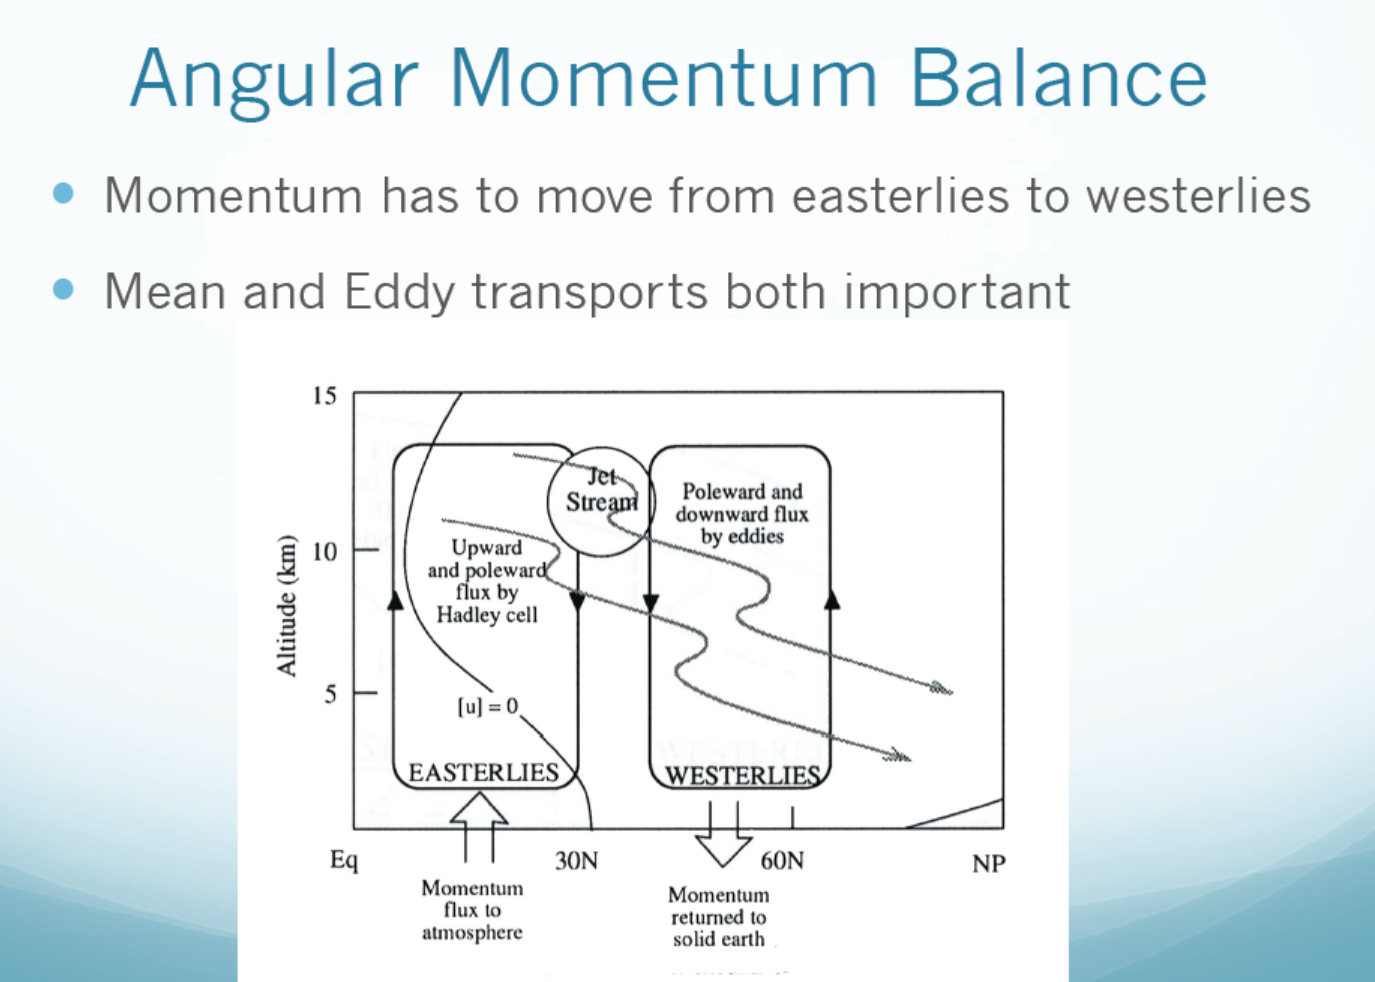 Angular Momentum Balance
Momentum has to move from easterlies to westerlies
Mean and Eddy transports both important
15
10
5
Altitude (km)
Jet
Stream
Poleward and
downward flux
by eddies
Upward
and poleward
flux by
Hadley cell
[u] = 0
EASTERLIES
WESTERLIES
Eq
30N
60N
NP
Momentum
flux to
atmosphere
Momentum
returned to
solid earth